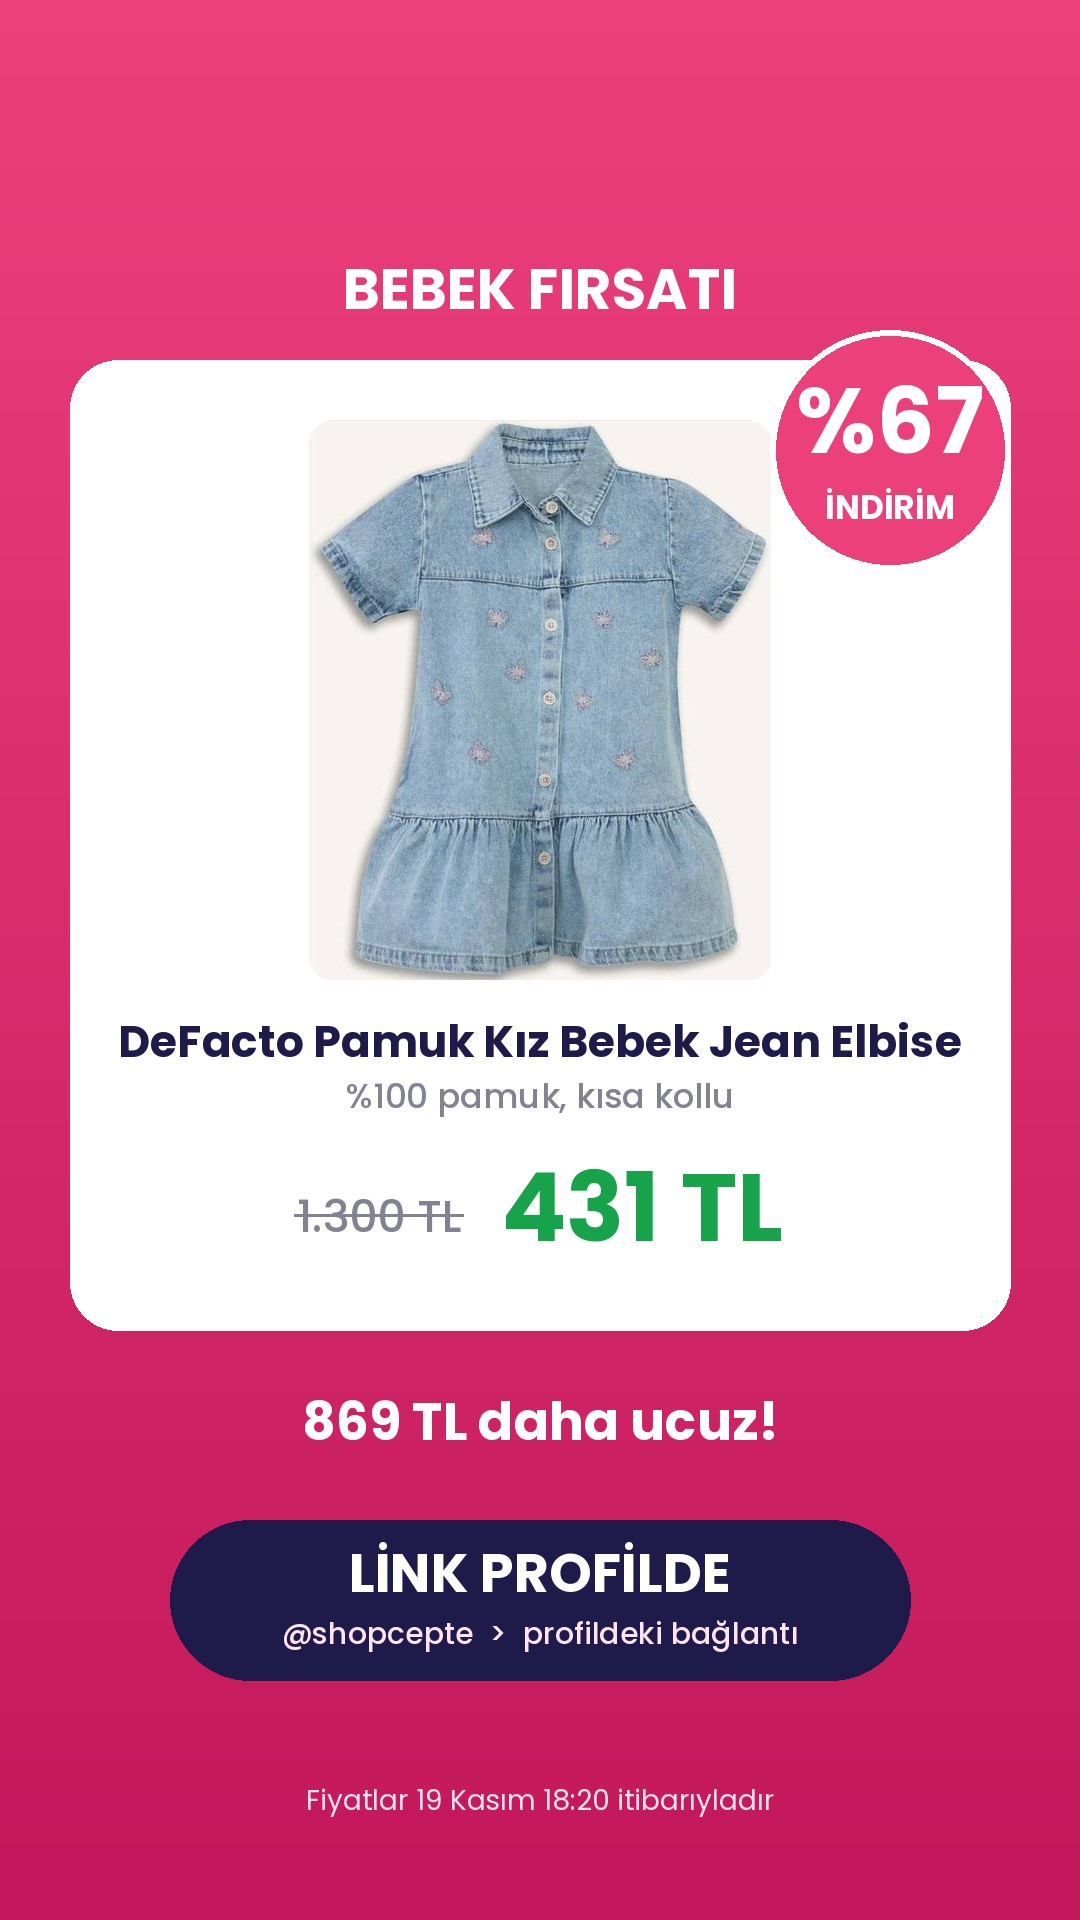 BEBEK FIRSATI
%67
İNDİRİM
DeFacto Pamuk Kız Bebek Jean Elbise
%100 pamuk, kısa kollu
1.300 TL 431 TL
869 TL daha ucuz!
LİNK PROFİLDE
@shopcepte > profildeki bağlantı
Fiyatlar 19 Kasım 18:20 itibarıyladır